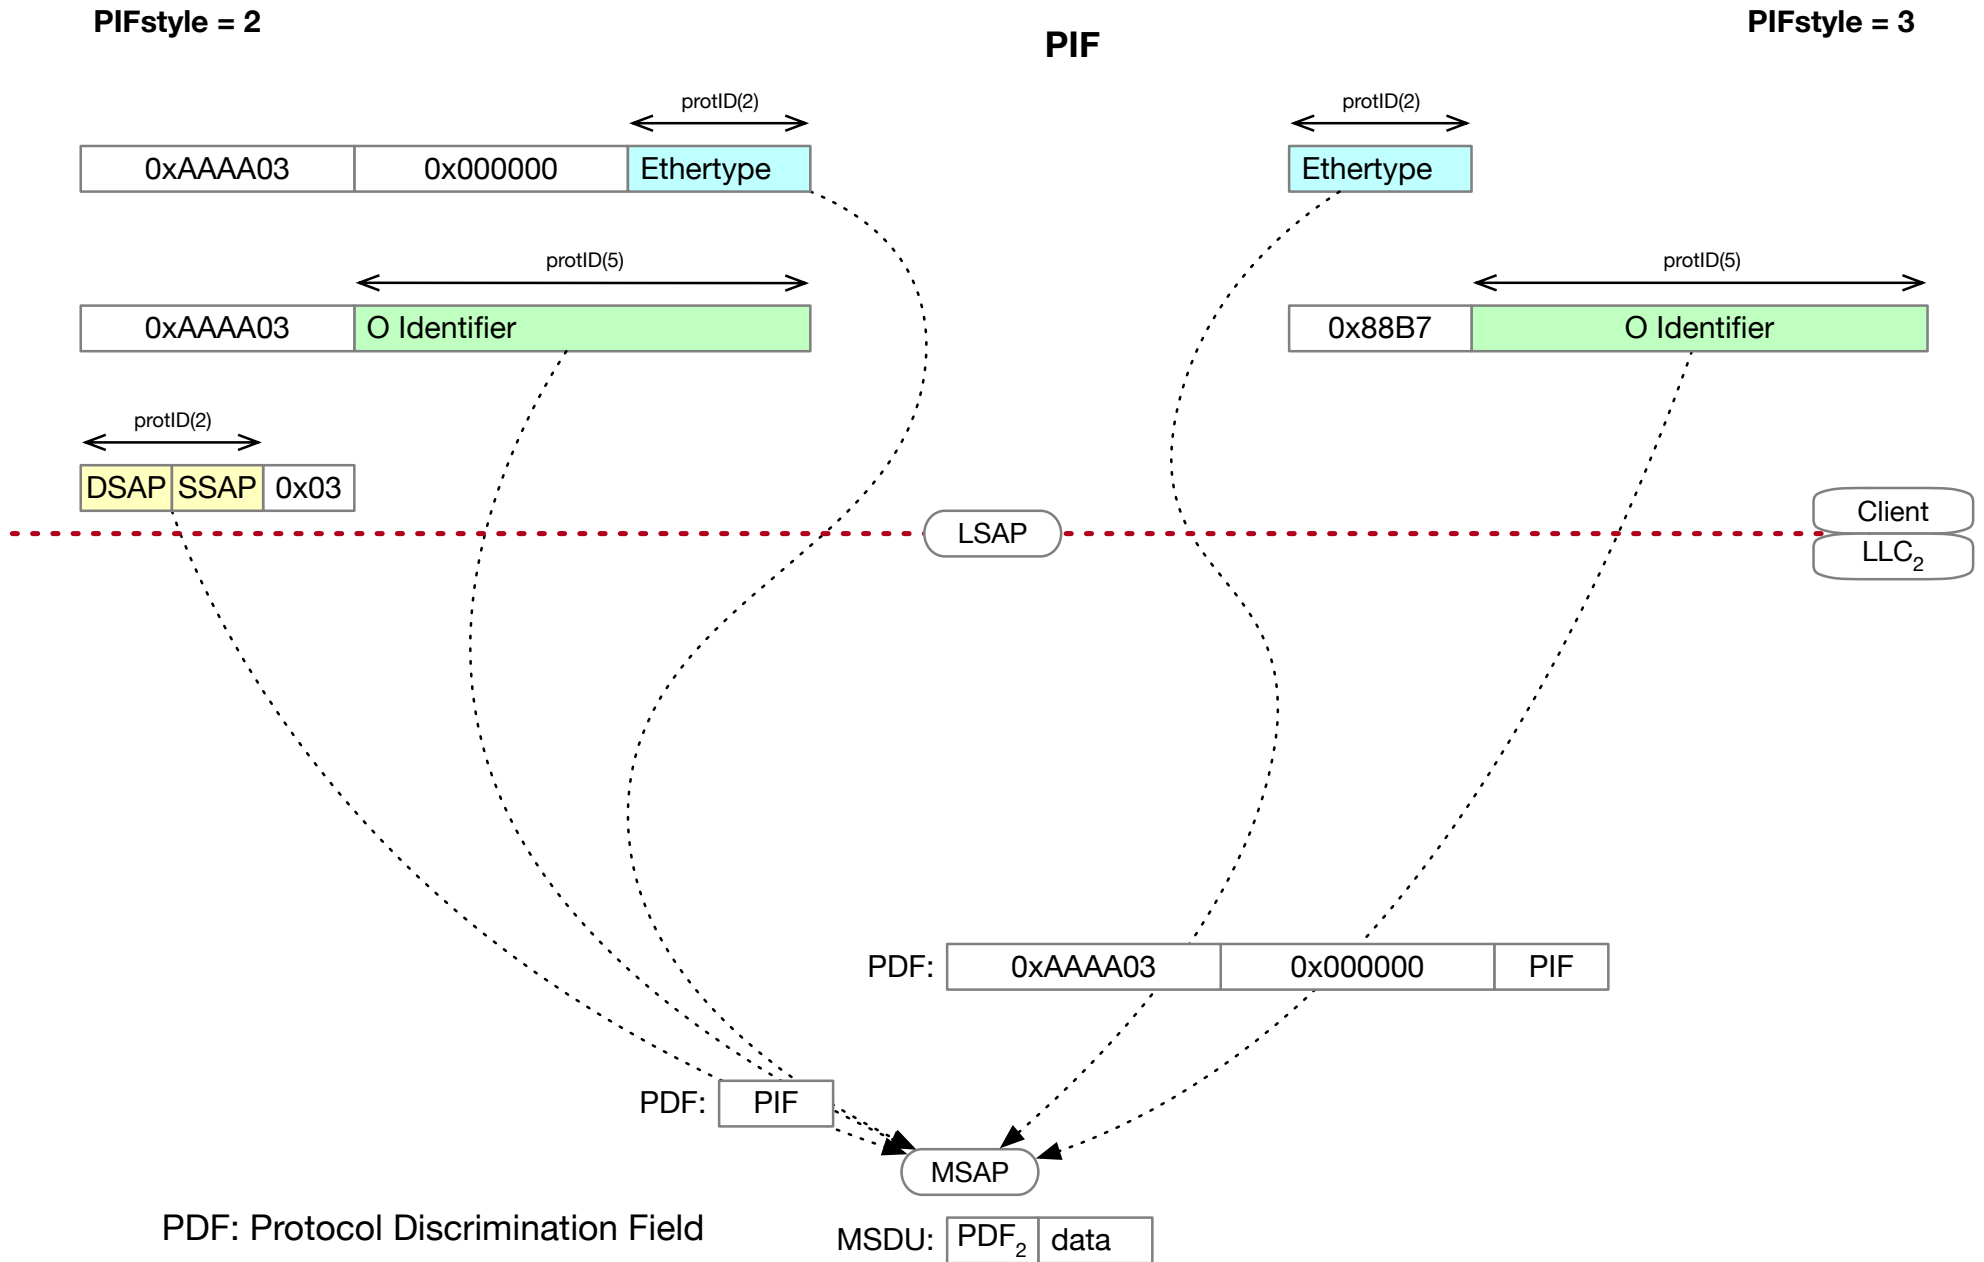 PIFstyle = 2
PIF
PIFstyle = 3
protID(2)
protID(2)
0xAAAA03 0x000000 Ethertype
Ethertype
protID(5)
protID(5)
0xAAAA03 O Identifier
0x88B7 O Identifier
protID(2)
DSAP SSAP 0x03
Client
LSAP
LLC2
PDF: 0xAAAA03 0x000000 PIF
PDF: PIF
MSAP
PDF: Protocol Discrimination Field
MSDU: PDF2 data